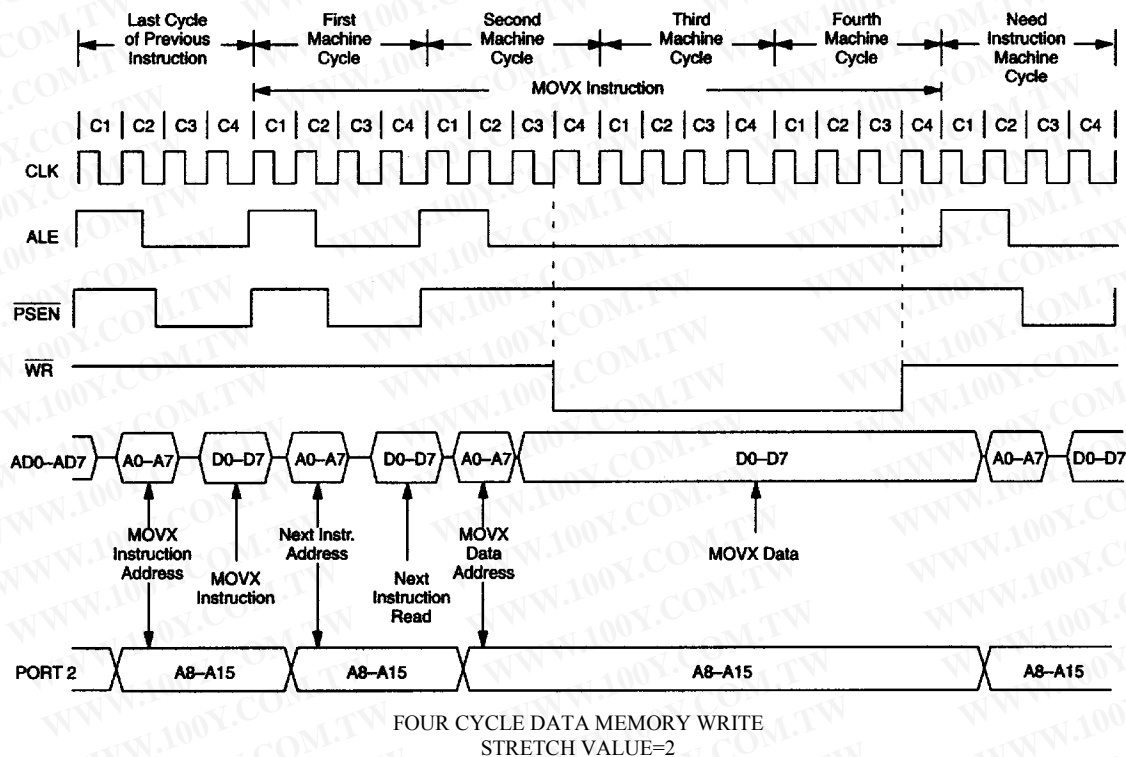 Last Cycle of Previous Instruction
First Machine Cycle
Second Machine Cycle
Third Machine Cycle
Fourth Machine Cycle
Need Instruction Machine Cycle
MOVX Instruction
C1 C2 C3 C4 C1 C2 C3 C4 C1 C2 C3 C4 C1 C2 C3 C4 C1 C2 C3 C4 C1 C2 C3 C4
CLK
ALE
PSEN
WR
AD0–AD7 A0–A7 D0–D7 A0–A7 D0–D7 A0–A7 D0–D7 A0–A7 D0–D7
MOVX Instruction Address
MOVX Instruction
Next Instr. Address
Next Instruction Read
MOVX Data Address
MOVX Data
PORT 2 A8–A15 A8–A15 A8–A15 A8–A15
FOUR CYCLE DATA MEMORY WRITE
STRETCH VALUE=2
WWW.100Y.COM.TW